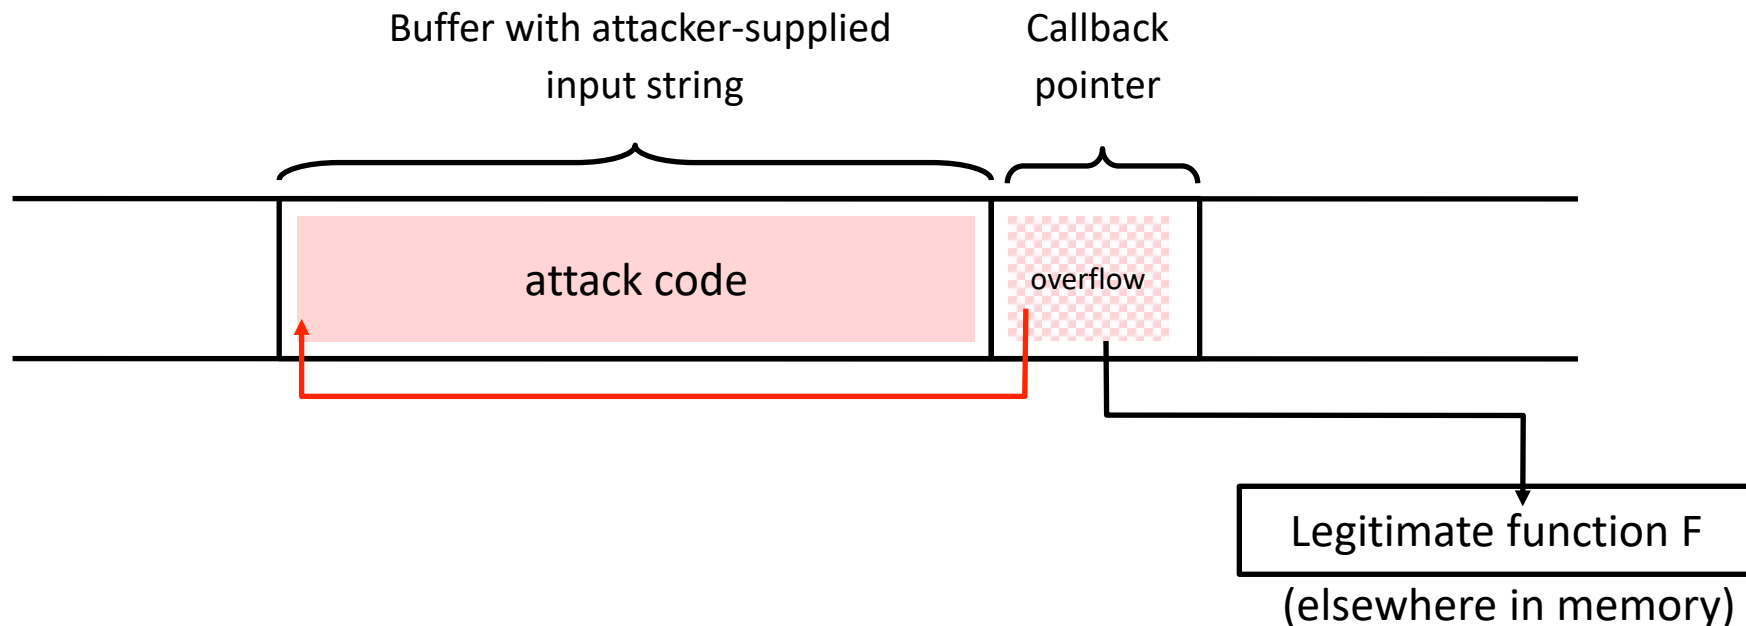 Buffer with attacker-supplied
input string
Callback
pointer
attack code
overflow
Legitimate function F
(elsewhere in memory)